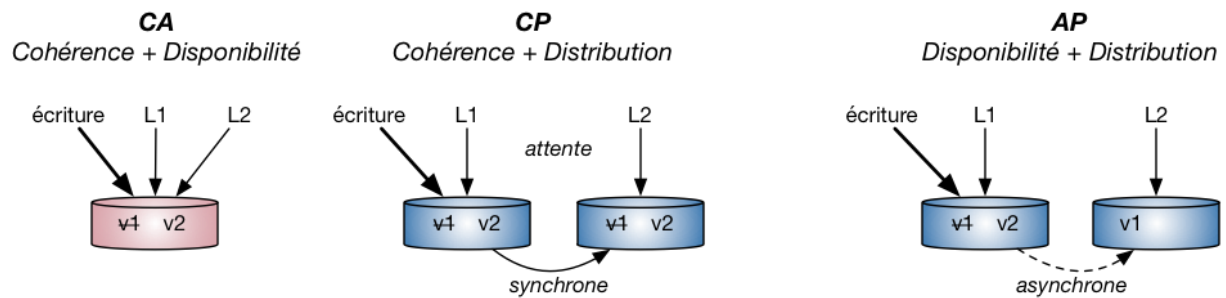 CA
Cohérence + Disponibilité
écriture L1 L2
v1 v2
CP
Cohérence + Distribution
écriture L1 L2
attente
v1 v2 v1 v2
synchrone
AP
Disponibilité + Distribution
écriture L1 L2
v1 v2 v1
asynchrone